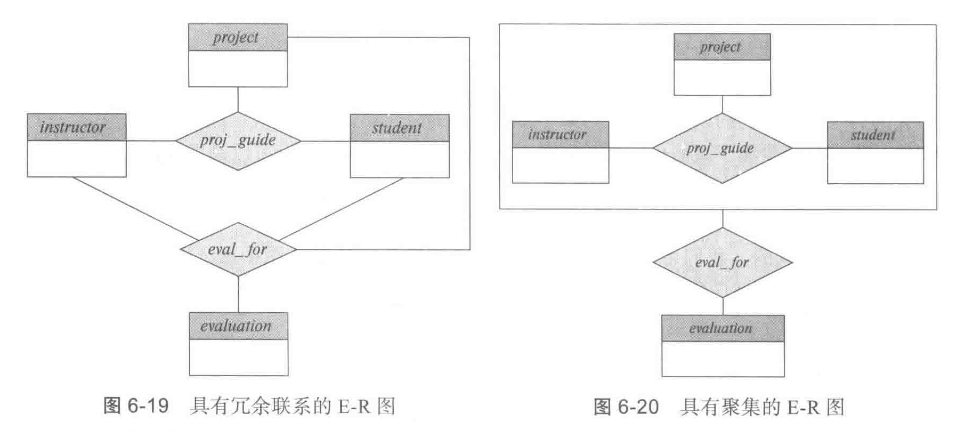 project
instructor
proj_guide
student
eval_for
evaluation
图 6-19 具有冗余联系的 E-R 图
project
instructor
proj_guide
student
eval_for
evaluation
图 6-20 具有聚集的 E-R 图